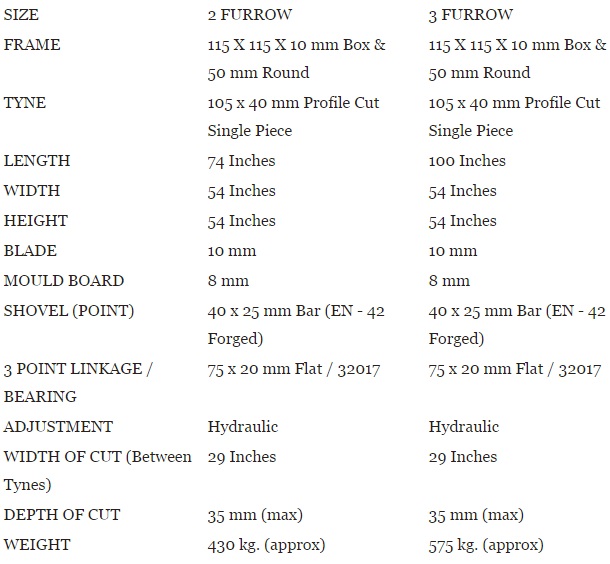 SIZE 2 FURROW 3 FURROW
FRAME 115 X 115 X 10 mm Box & 115 X 115 X 10 mm Box &
50 mm Round 50 mm Round
TYNE 105 x 40 mm Profile Cut 105 x 40 mm Profile Cut
Single Piece Single Piece
LENGTH 74 Inches 100 Inches
WIDTH 54 Inches 54 Inches
HEIGHT 54 Inches 54 Inches
BLADE 10 mm 10 mm
MOULD BOARD 8 mm 8 mm
SHOVEL (POINT) 40 x 25 mm Bar (EN - 42 40 x 25 mm Bar (EN - 42
Forged) Forged)
3 POINT LINKAGE / 75 x 20 mm Flat / 32017 75 x 20 mm Flat / 32017
BEARING
ADJUSTMENT Hydraulic Hydraulic
WIDTH OF CUT (Between 29 Inches 29 Inches
Tynes)
DEPTH OF CUT 35 mm (max) 35 mm (max)
WEIGHT 430 kg. (approx) 575 kg. (approx)